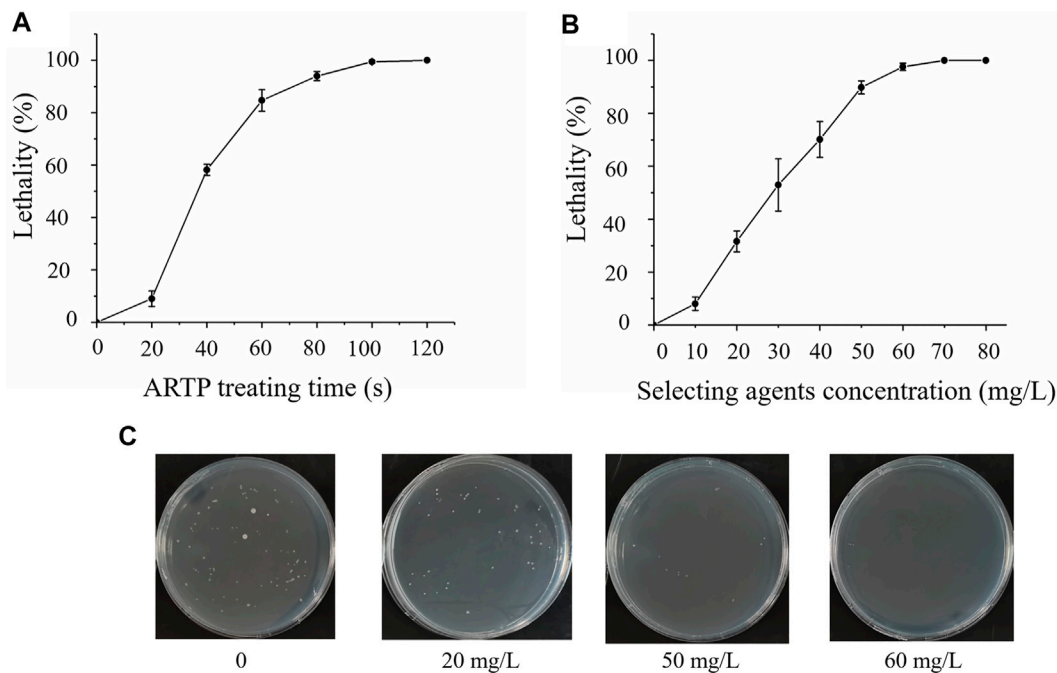 A
Lethality (%)
100
80
60
40
20
0
0 20 40 60 80 100 120
ARTP treating time (s)
B
Lethality (%)
100
80
60
40
20
0
0 10 20 30 40 50 60 70 80
Selecting agents concentration (mg/L)
C
0 20 mg/L 50 mg/L 60 mg/L